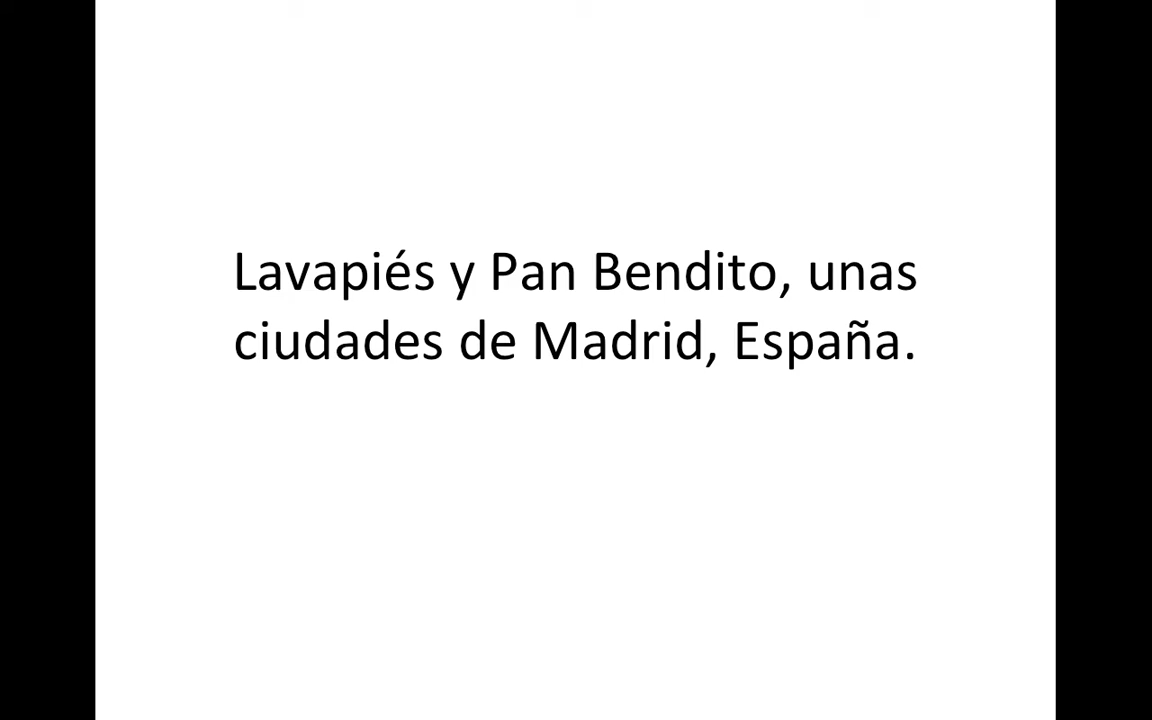 Lavapiés y Pan Bendito, unas
ciudades de Madrid, España.